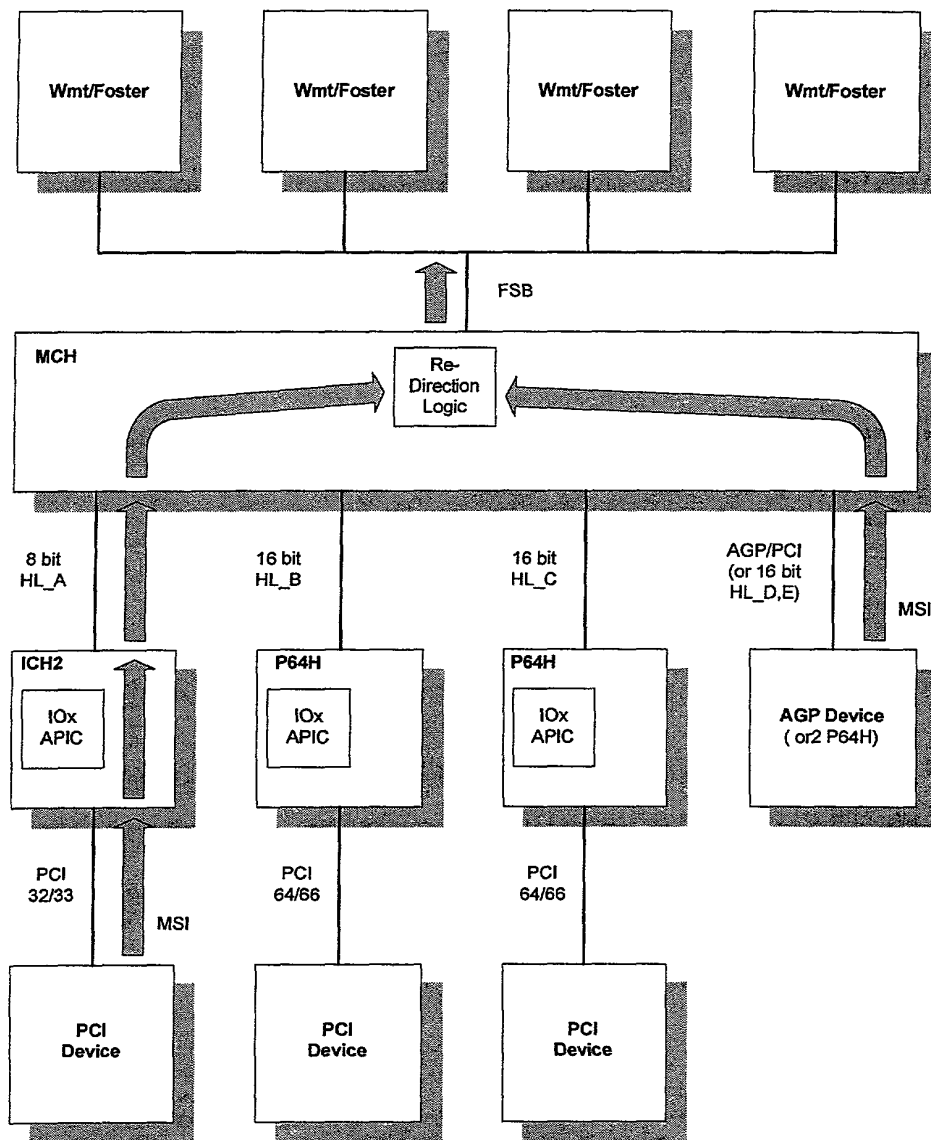 Wmt/Foster
Wmt/Foster
Wmt/Foster
Wmt/Foster
FSB
MCH
Re-
Direction
Logic
8 bit
HL_A
16 bit
HL_B
16 bit
HL_C
AGP/PCI
(or 16 bit
HL_D,E)
MSI
ICH2
IOx
APIC
P64H
IOx
APIC
P64H
IOx
APIC
AGP Device
( or2 P64H)
PCI
32/33
MSI
PCI
64/66
PCI
64/66
PCI
Device
PCI
Device
PCI
Device